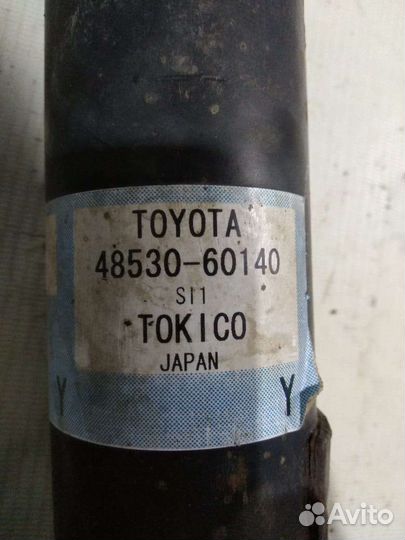 TOYOTA
48530-60140
SI1
TOKICO
JAPAN
Y Y
Avito